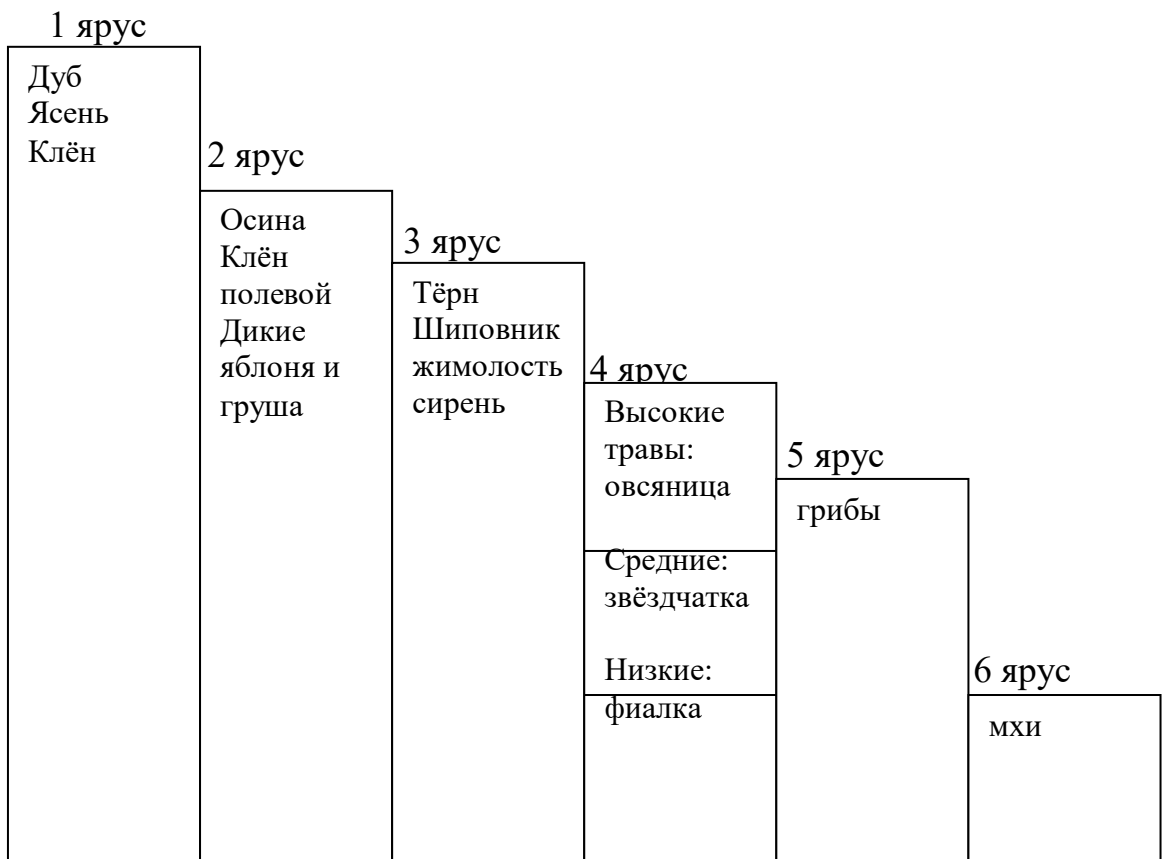 1 ярус
Дуб
Ясень
Клён
2 ярус
Осина
Клён
полевой
Дикие
яблоня и
груша
3 ярус
Тёрн
Шиповник
жимолость
сирень
4 ярус
Высокие
травы:
овсяница
Средние:
звёздчатка
Низкие:
фиалка
5 ярус
грибы
6 ярус
мхи